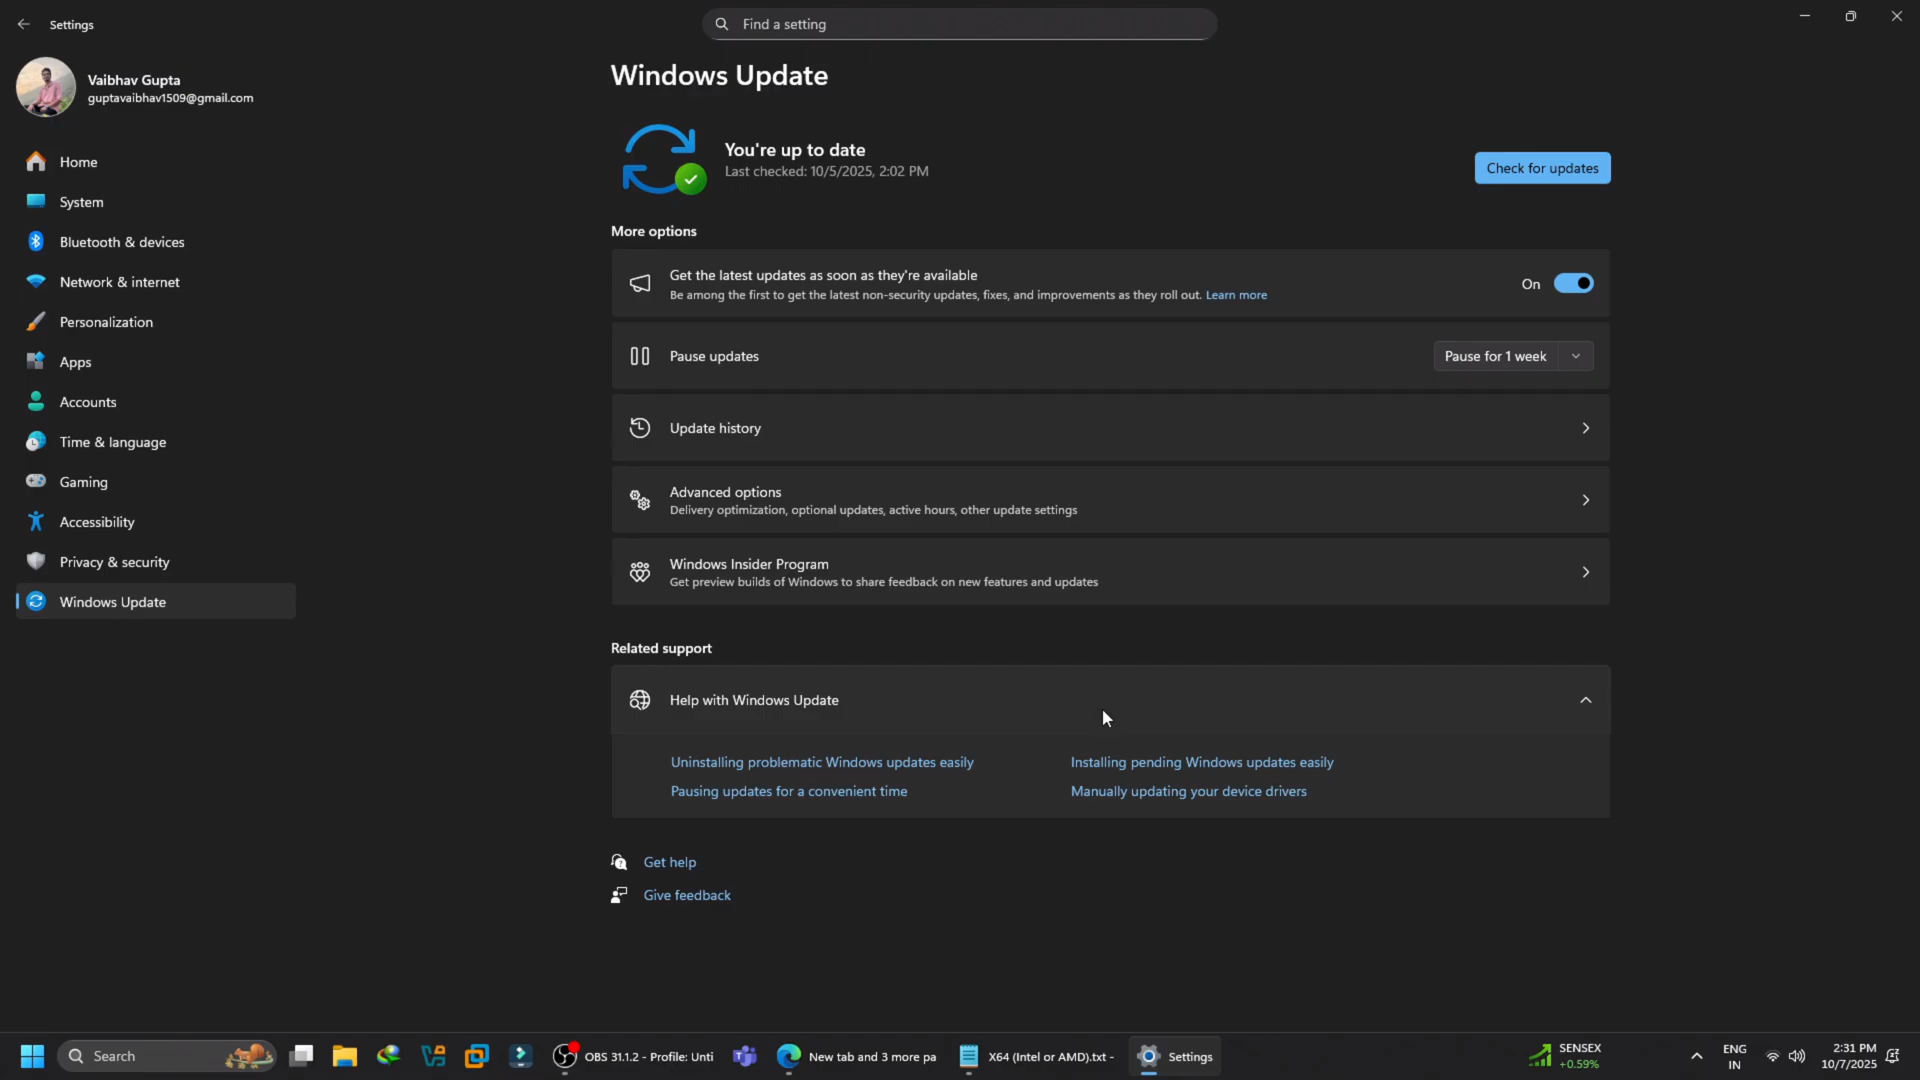 Settings
Find a setting
Vaibhav Gupta
guptavaibhav1509@gmail.com
Home
System
Bluetooth & devices
Network & internet
Personalization
Apps
Accounts
Time & language
Gaming
Accessibility
Privacy & security
Windows Update
Windows Update
You're up to date
Last checked: 10/5/2025, 2:02 PM
Check for updates
More options
Get the latest updates as soon as they're available
Be among the first to get the latest non-security updates, fixes, and improvements as they roll out. Learn more
On
Pause updates
Pause for 1 week
Update history
Advanced options
Delivery optimization, optional updates, active hours, other update settings
Windows Insider Program
Get preview builds of Windows to share feedback on new features and updates
Related support
Help with Windows Update
Uninstalling problematic Windows updates easily
Installing pending Windows updates easily
Pausing updates for a convenient time
Manually updating your device drivers
Get help
Give feedback
Search
OBS 31.1.2 - Profile: Unti
New tab and 3 more pa
X64 (Intel or AMD).txt -
Settings
SENSEX
+0.59%
ENG
IN
2:31 PM
10/7/2025